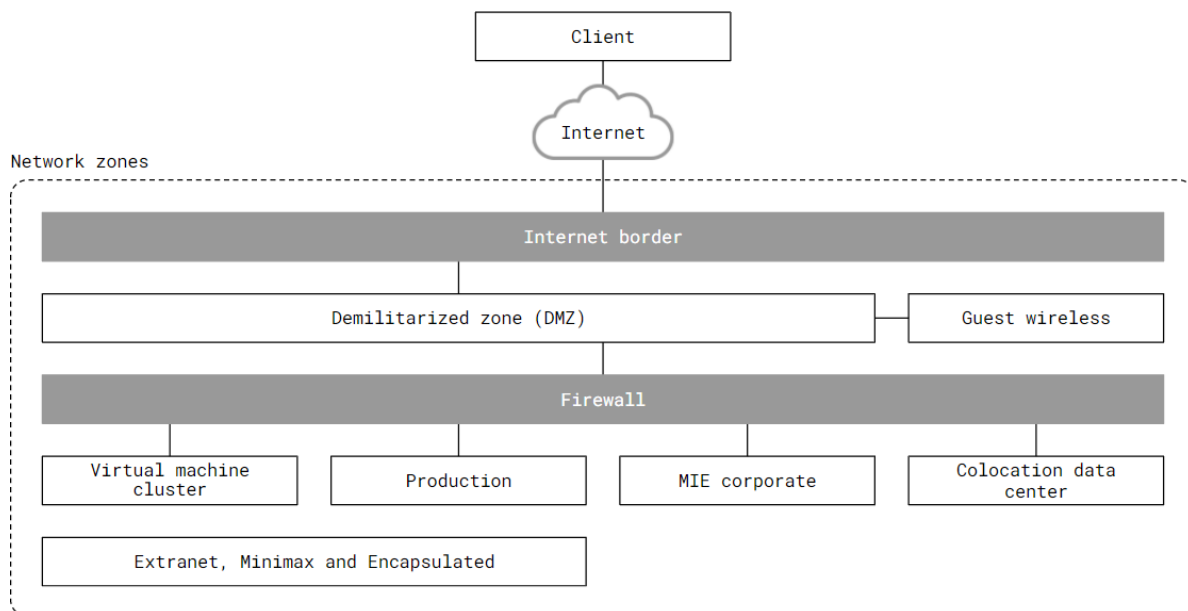 Client
Internet
Network zones
Internet border
Demilitarized zone (DMZ)
Guest wireless
Firewall
Virtual machine
cluster
Production
MIE corporate
Colocation data
center
Extranet, Minimax and Encapsulated